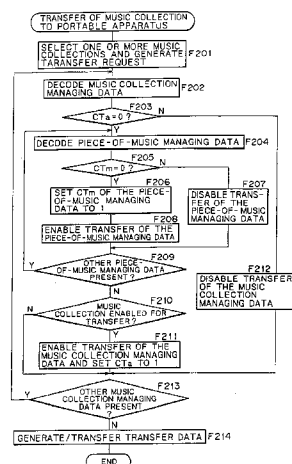 TRANSFER OF MUSIC COLLECTION
TO PORTABLE APPARATUS
SELECT ONE OR MORE MUSIC
COLLECTIONS AND GENERATE
TARANSFER REQUEST
F201
DECODE MUSIC COLLECTION
MANAGING DATA
F202
F203
CTa=0?
N
Y
DECODE PIECE-OF-MUSIC MANAGING DATA
F204
F205
CTm=0?
N
Y
F206
SET CTm OF THE PIECE-
OF-MUSIC MANAGING
DATA TO 1
F207
DISABLE TRANS-
FER OF THE
PIECE-OF-MUSIC
MANAGING DATA
F208
ENABLE TRANSFER OF THE
PIECE-OF-MUSIC MANAGING DATA
F209
Y
OTHER PIECE-
OF-MUSIC MANAGING DATA
PRESENT?
N
F210
N
MUSIC
COLLECTION ENABLED FOR
TRANSFER?
Y
F211
ENABLE TRANSFER OF THE
MUSIC COLLECTION MANAGING
DATA AND SET CTa TO 1
F212
DISABLE TRANSFER
OF THE MUSIC
COLLECTION
MANAGING DATA
F213
Y
OTHER MUSIC
COLLECTION MANAGING
DATA PRESENT
?
N
GENERATE/TRANSFER TRANSFER DATA
F214
END